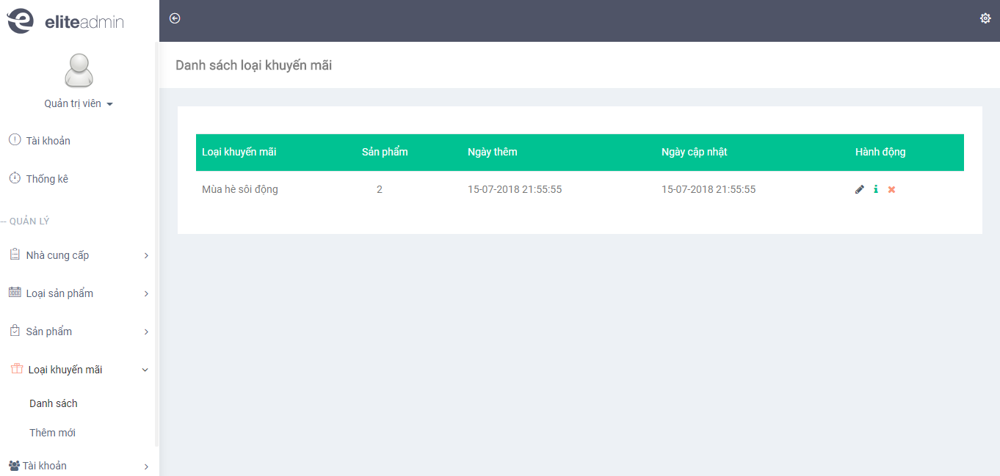 eliteadmin
Quản trị viên
Tài khoản
Thống kê
QUẢN LÝ
Nhà cung cấp
Loại sản phẩm
Sản phẩm
Loại khuyến mãi
Danh sách
Thêm mới
Tài khoản
Danh sách loại khuyến mãi
Loại khuyến mãi Sản phẩm Ngày thêm Ngày cập nhật Hành động
Mùa hè sôi động 2 15-07-2018 21:55:55 15-07-2018 21:55:55